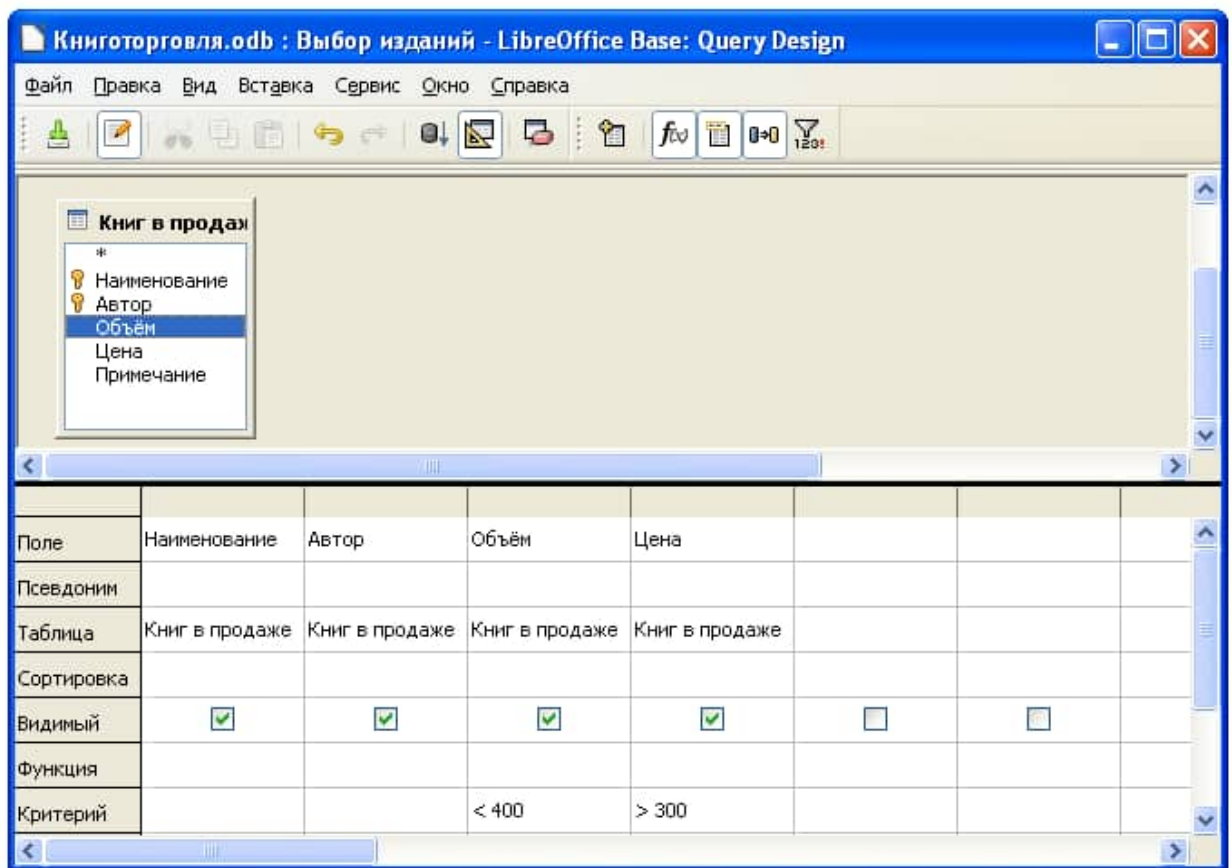 Книготорговля.odb : Выбор изданий - LibreOffice Base: Query Design
Файл Правка Вид Вставка Сервис Окно Справка
f(x) 123!
Книг в продаж
*
Наименование
Автор
Объём
Цена
Примечание
Поле Наименование Автор Объём Цена
Псевдоним
Таблица Книг в продаже Книг в продаже Книг в продаже Книг в продаже
Сортировка
Видимый
Функция
Критерий < 400 > 300